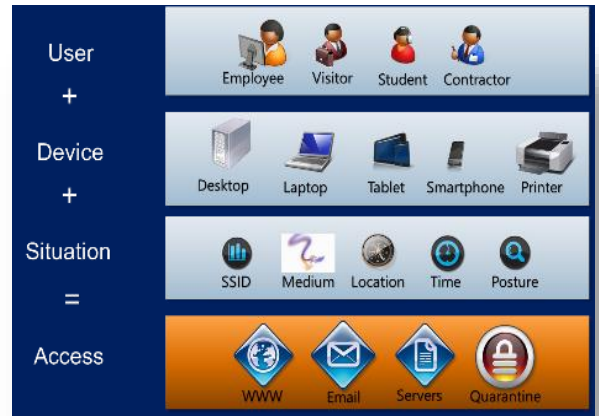 User
Employee Visitor Student Contractor
+
Device
Desktop Laptop Tablet Smartphone Printer
+
Situation
SSID Medium Location Time Posture
=
Access
WWW Email Servers Quarantine